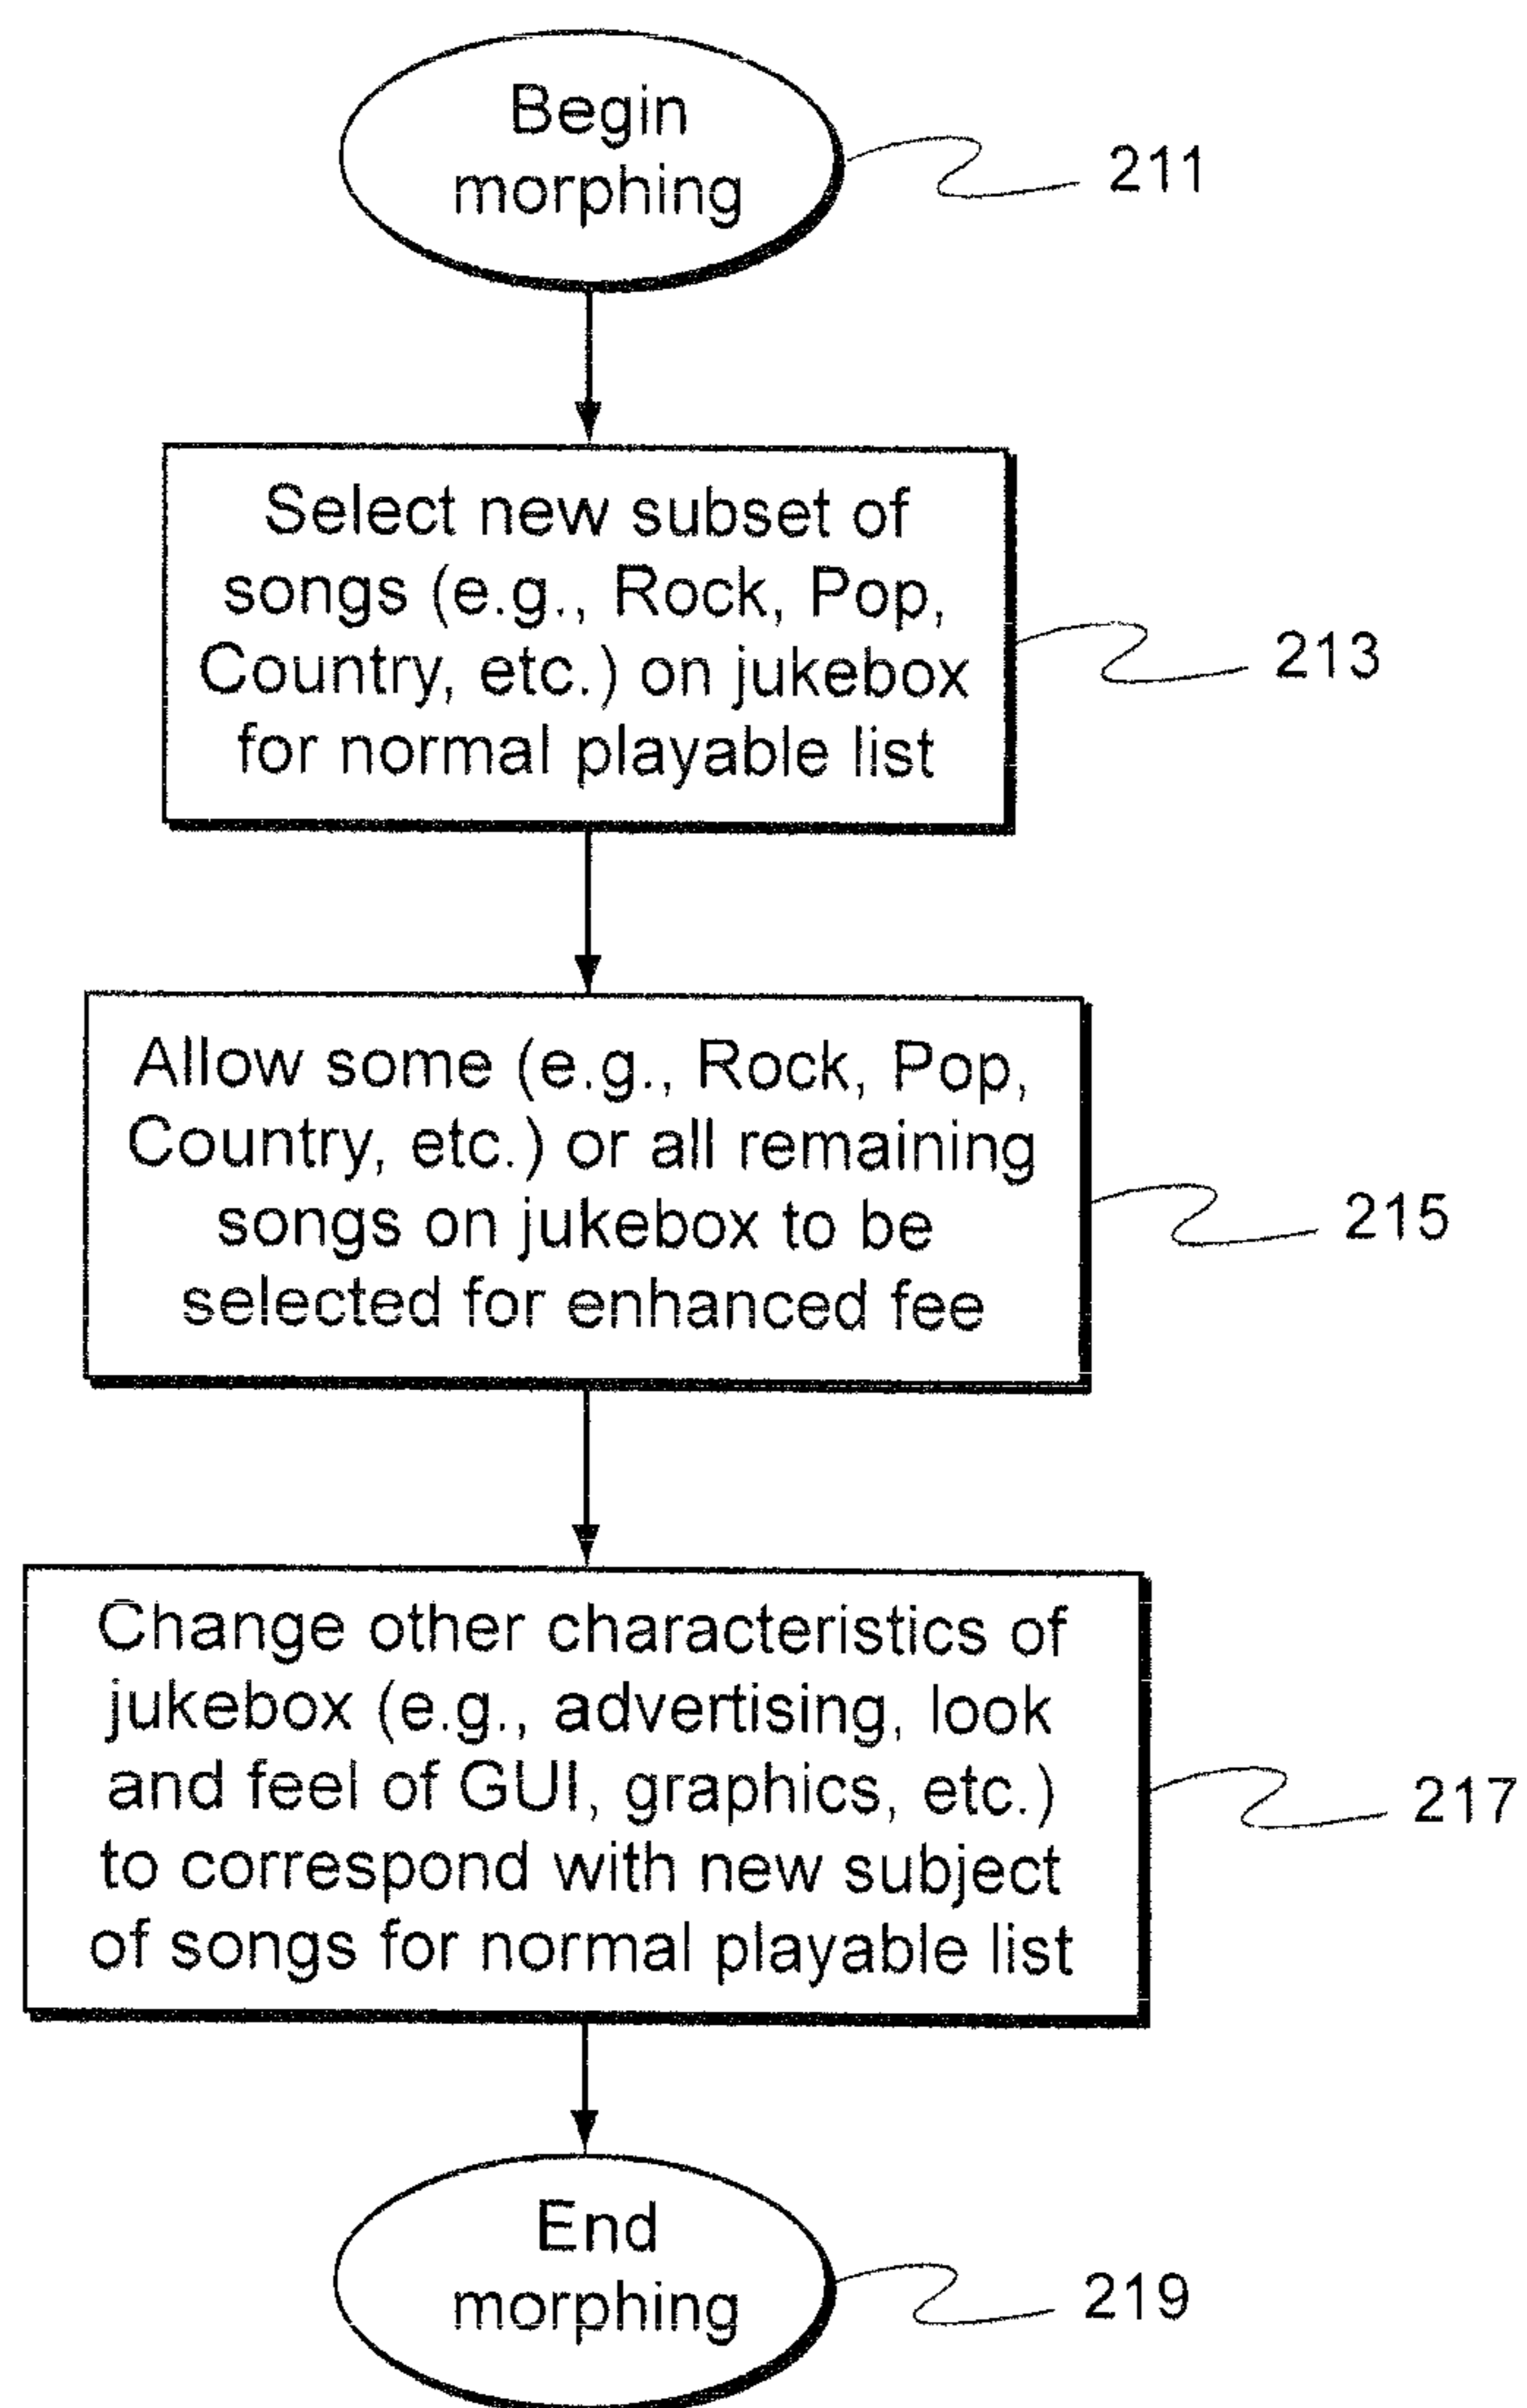 Begin
morphing
211
Select new subset of
songs (e.g., Rock, Pop,
Country, etc.) on jukebox
for normal playable list
213
Allow some (e.g., Rock, Pop,
Country, etc.) or all remaining
songs on jukebox to be
selected for enhanced fee
215
Change other characteristics of
jukebox (e.g., advertising, look
and feel of GUI, graphics, etc.)
to correspond with new subject
of songs for normal playable list
217
End
morphing
219